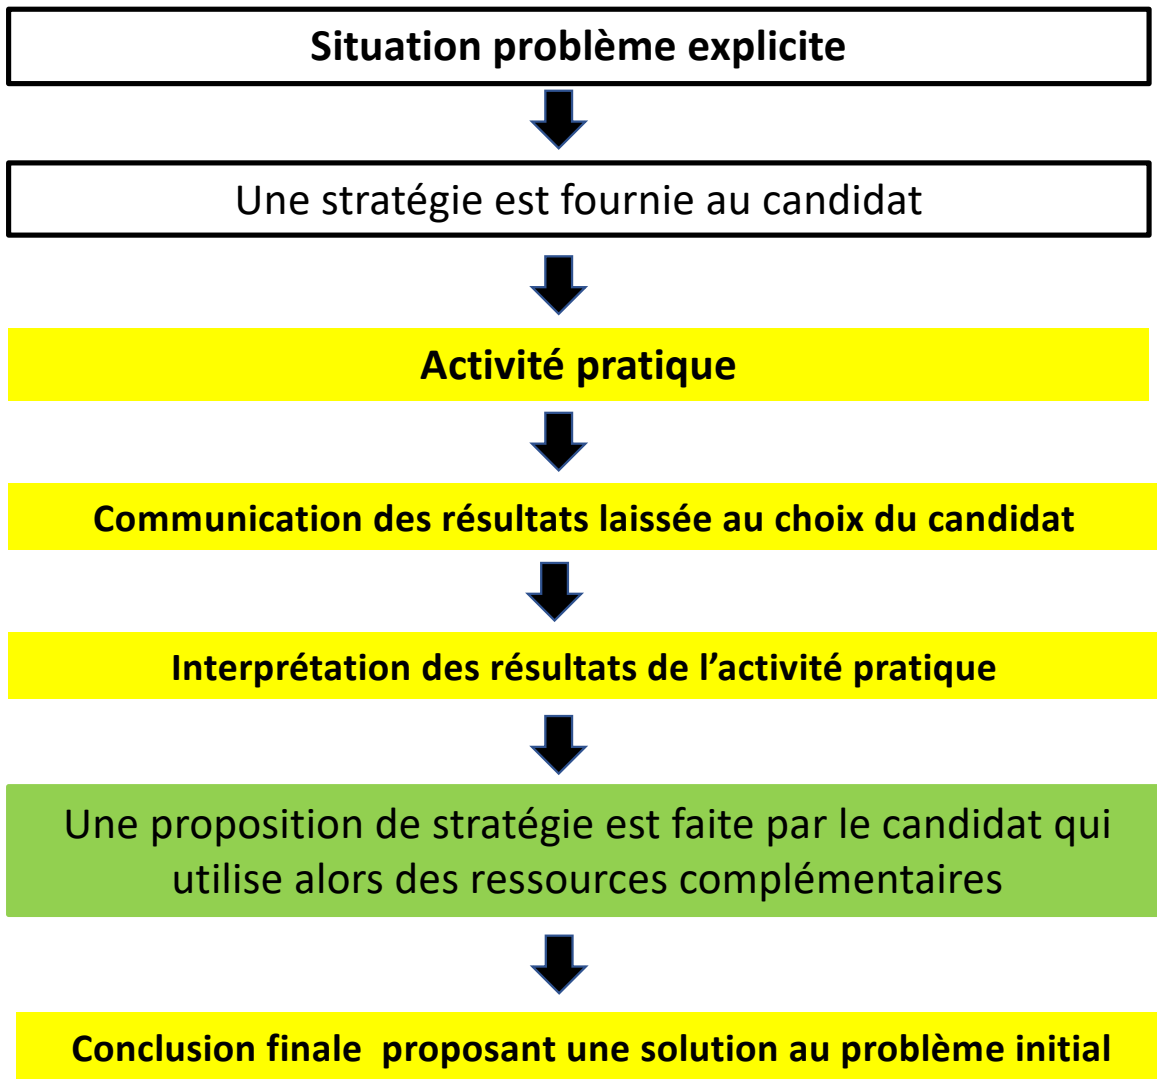 Situation problème explicite
Une stratégie est fournie au candidat
Activité pratique
Communication des résultats laissée au choix du candidat
Interprétation des résultats de l’activité pratique
Une proposition de stratégie est faite par le candidat qui
utilise alors des ressources complémentaires
Conclusion finale  proposant une solution au problème initial